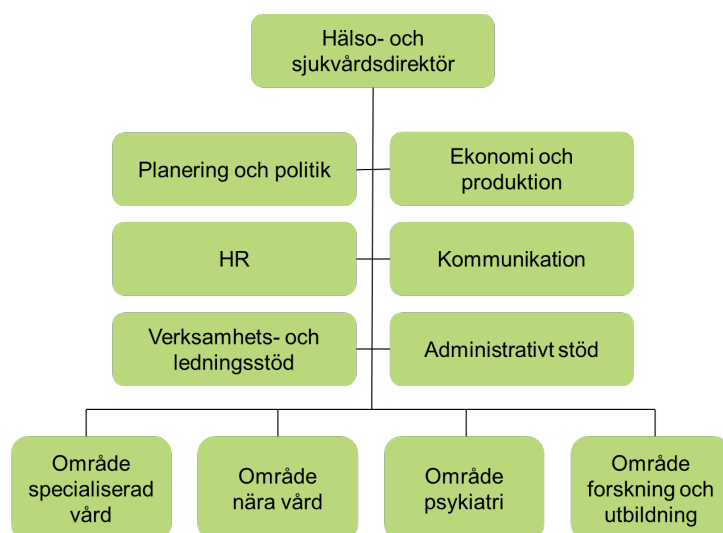 Hälso- och
sjukvårdsdirektör
Planering och politik
Ekonomi och
produktion
HR
Kommunikation
Verksamhets- och
ledningsstöd
Administrativt stöd
Område
specialiserad
vård
Område
nära vård
Område
psykiatri
Område
forskning och
utbildning